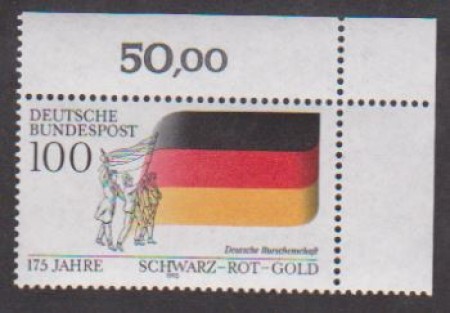 50,00
DEUTSCHE
BUNDESPOST
100
Deutsche Burschenschaft
175 JAHRE SCHWARZ-ROT-GOLD